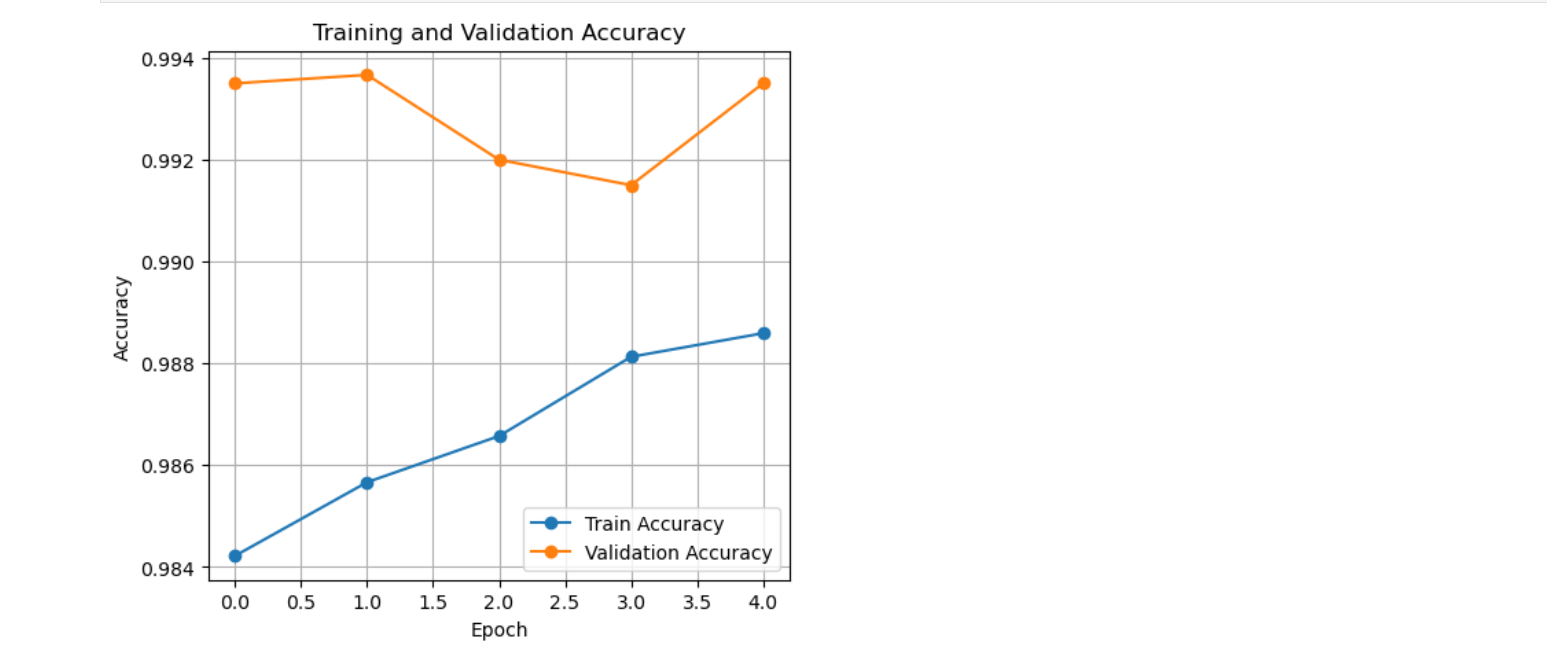 Training and Validation Accuracy
0.994
0.992
0.990
0.988
0.986
0.984
Accuracy
Train Accuracy
Validation Accuracy
0.0 0.5 1.0 1.5 2.0 2.5 3.0 3.5 4.0
Epoch